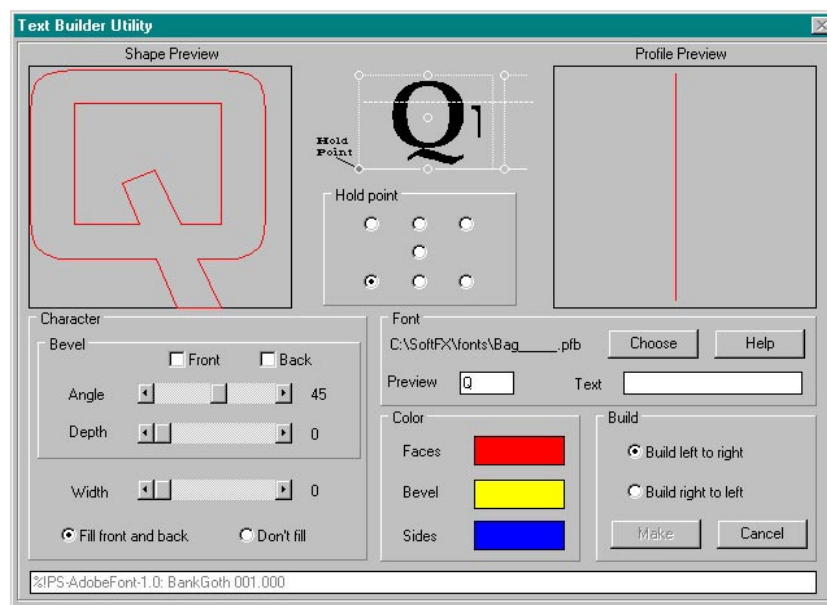 Text Builder Utility
Shape Preview
Profile Preview
Q1
Hold
Point
Hold point
Character
Bevel
Front
Back
Angle
45
Depth
0
Width
0
Fill front and back
Don't fill
Font
C:\SoftFX\fonts\Bag_____.pfb
Choose
Help
Preview
Q
Text
Color
Faces
Bevel
Sides
Build
Build left to right
Build right to left
Make
Cancel
%!PS-AdobeFont-1.0: BankGoth 001.000